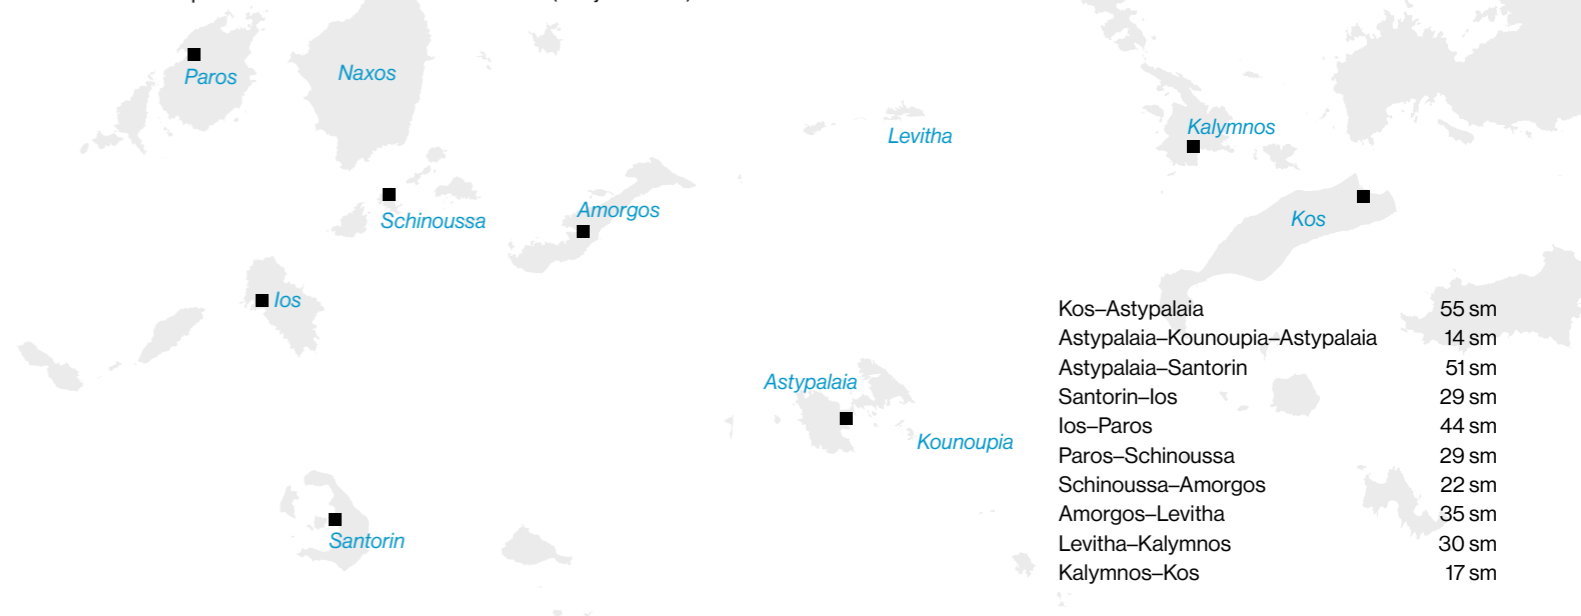 Paros
Naxos
Levitha
Kalymnos
Schinoussa
Amorgos
Kos
Ios
Astypalaia
Kounoupia
Santorin
Kos–Astypalaia 55 sm
Astypalaia–Kounoupia–Astypalaia 14 sm
Astypalaia–Santorin 51 sm
Santorin–Ios 29 sm
Ios–Paros 44 sm
Paros–Schinoussa 29 sm
Schinoussa–Amorgos 22 sm
Amorgos–Levitha 35 sm
Levitha–Kalymnos 30 sm
Kalymnos–Kos 17 sm